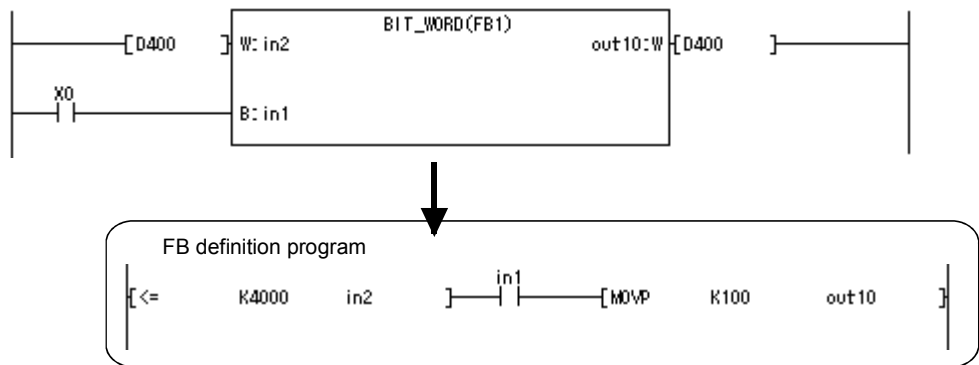 BIT_WORD(FB1)
[D400 ] W:in2 out10:W [D400 ]
X0
B:in1
FB definition program
in1
[<= K4000 in2 ] [MOVP K100 out10 ]